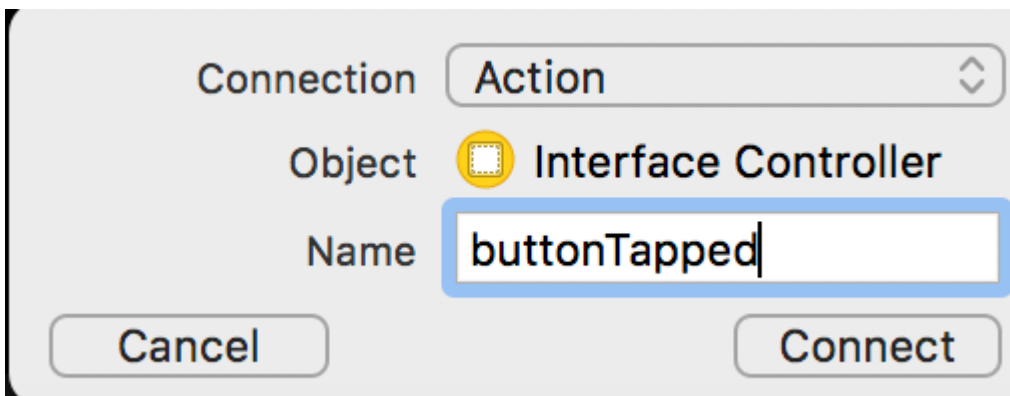 Connection Action
Object Interface Controller
Name buttonTapped
Cancel Connect